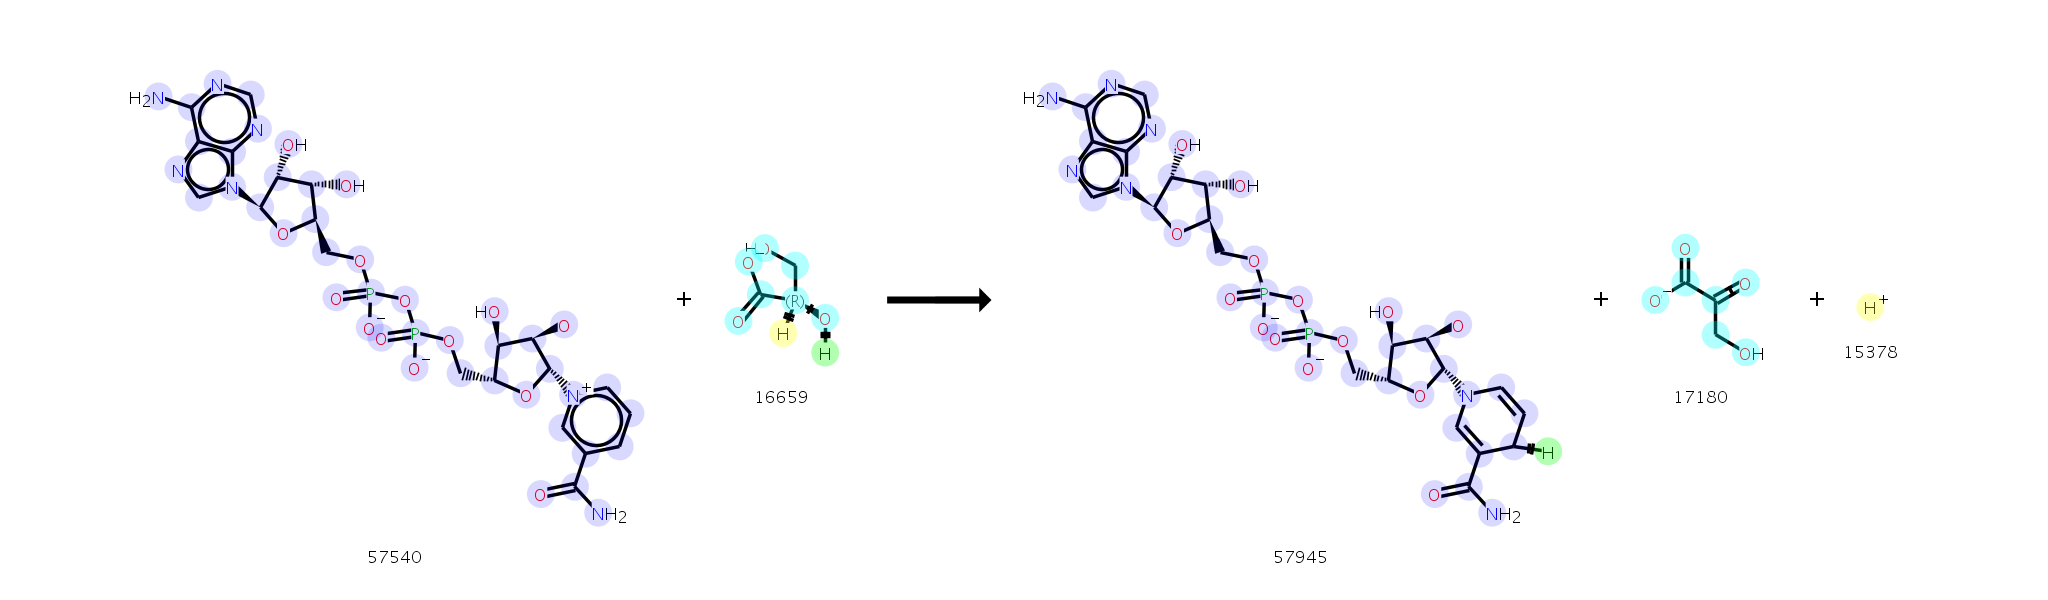 H2N N N N N OH OH O O O P O O − O P O − O HO O O N + O NH2
57540
+
HO O − O (R) O H H
16659
+
H2N N N N N OH OH O O O P O O − O P O − O HO O O N H O NH2
57945
+
O O − O OH
17180
+
H +
15378